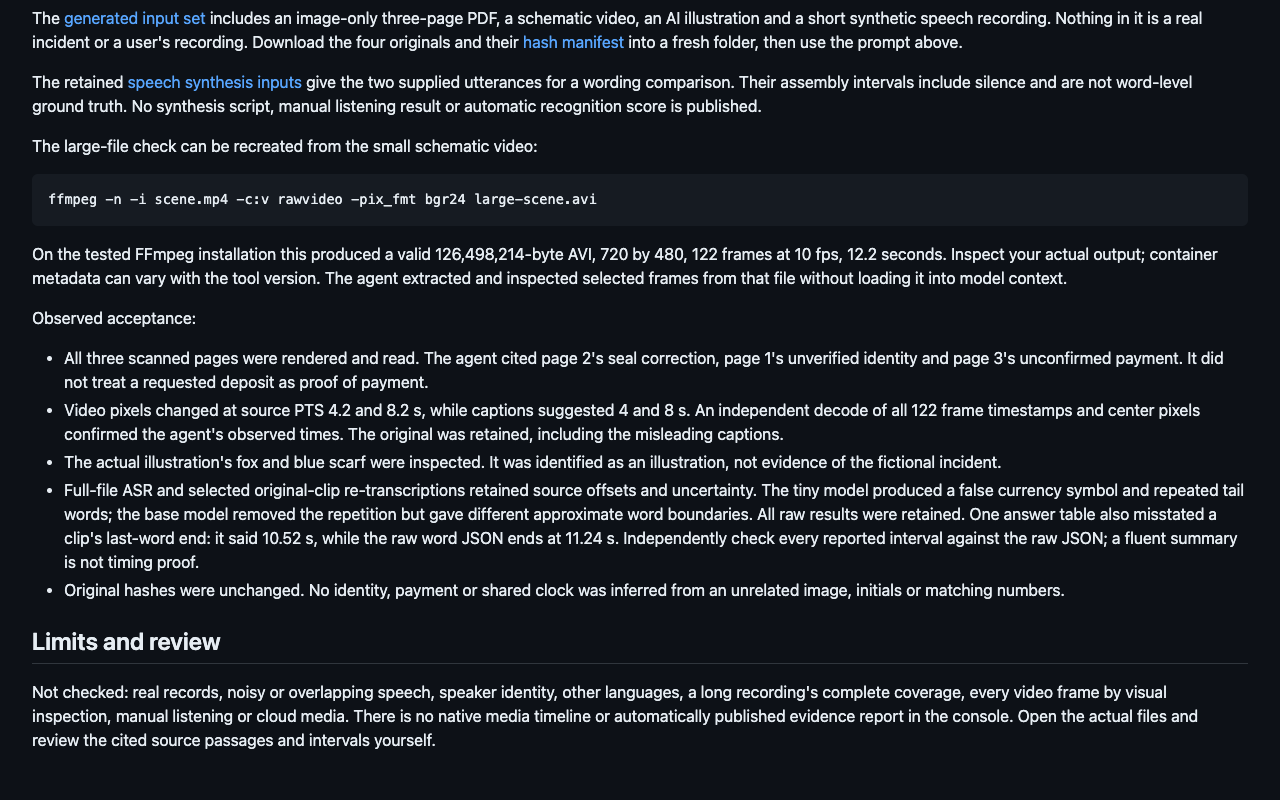 The generated input set includes an image-only three-page PDF, a schematic video, an AI illustration and a short synthetic speech recording. Nothing in it is a real
incident or a user's recording. Download the four originals and their hash manifest into a fresh folder, then use the prompt above.
The retained speech synthesis inputs give the two supplied utterances for a wording comparison. Their assembly intervals include silence and are not word-level
ground truth. No synthesis script, manual listening result or automatic recognition score is published.
The large-file check can be recreated from the small schematic video:
ffmpeg -n -i scene.mp4 -c:v rawvideo -pix_fmt bgr24 large-scene.avi
On the tested FFmpeg installation this produced a valid 126,498,214-byte AVI, 720 by 480, 122 frames at 10 fps, 12.2 seconds. Inspect your actual output; container
metadata can vary with the tool version. The agent extracted and inspected selected frames from that file without loading it into model context.
Observed acceptance:
• All three scanned pages were rendered and read. The agent cited page 2's seal correction, page 1's unverified identity and page 3's unconfirmed payment. It did
not treat a requested deposit as proof of payment.
• Video pixels changed at source PTS 4.2 and 8.2 s, while captions suggested 4 and 8 s. An independent decode of all 122 frame timestamps and center pixels
confirmed the agent's observed times. The original was retained, including the misleading captions.
• The actual illustration's fox and blue scarf were inspected. It was identified as an illustration, not evidence of the fictional incident.
• Full-file ASR and selected original-clip re-transcriptions retained source offsets and uncertainty. The tiny model produced a false currency symbol and repeated tail
words; the base model removed the repetition but gave different approximate word boundaries. All raw results were retained. One answer table also misstated a
clip's last-word end: it said 10.52 s, while the raw word JSON ends at 11.24 s. Independently check every reported interval against the raw JSON; a fluent summary
is not timing proof.
• Original hashes were unchanged. No identity, payment or shared clock was inferred from an unrelated image, initials or matching numbers.
Limits and review
Not checked: real records, noisy or overlapping speech, speaker identity, other languages, a long recording's complete coverage, every video frame by visual
inspection, manual listening or cloud media. There is no native media timeline or automatically published evidence report in the console. Open the actual files and
review the cited source passages and intervals yourself.